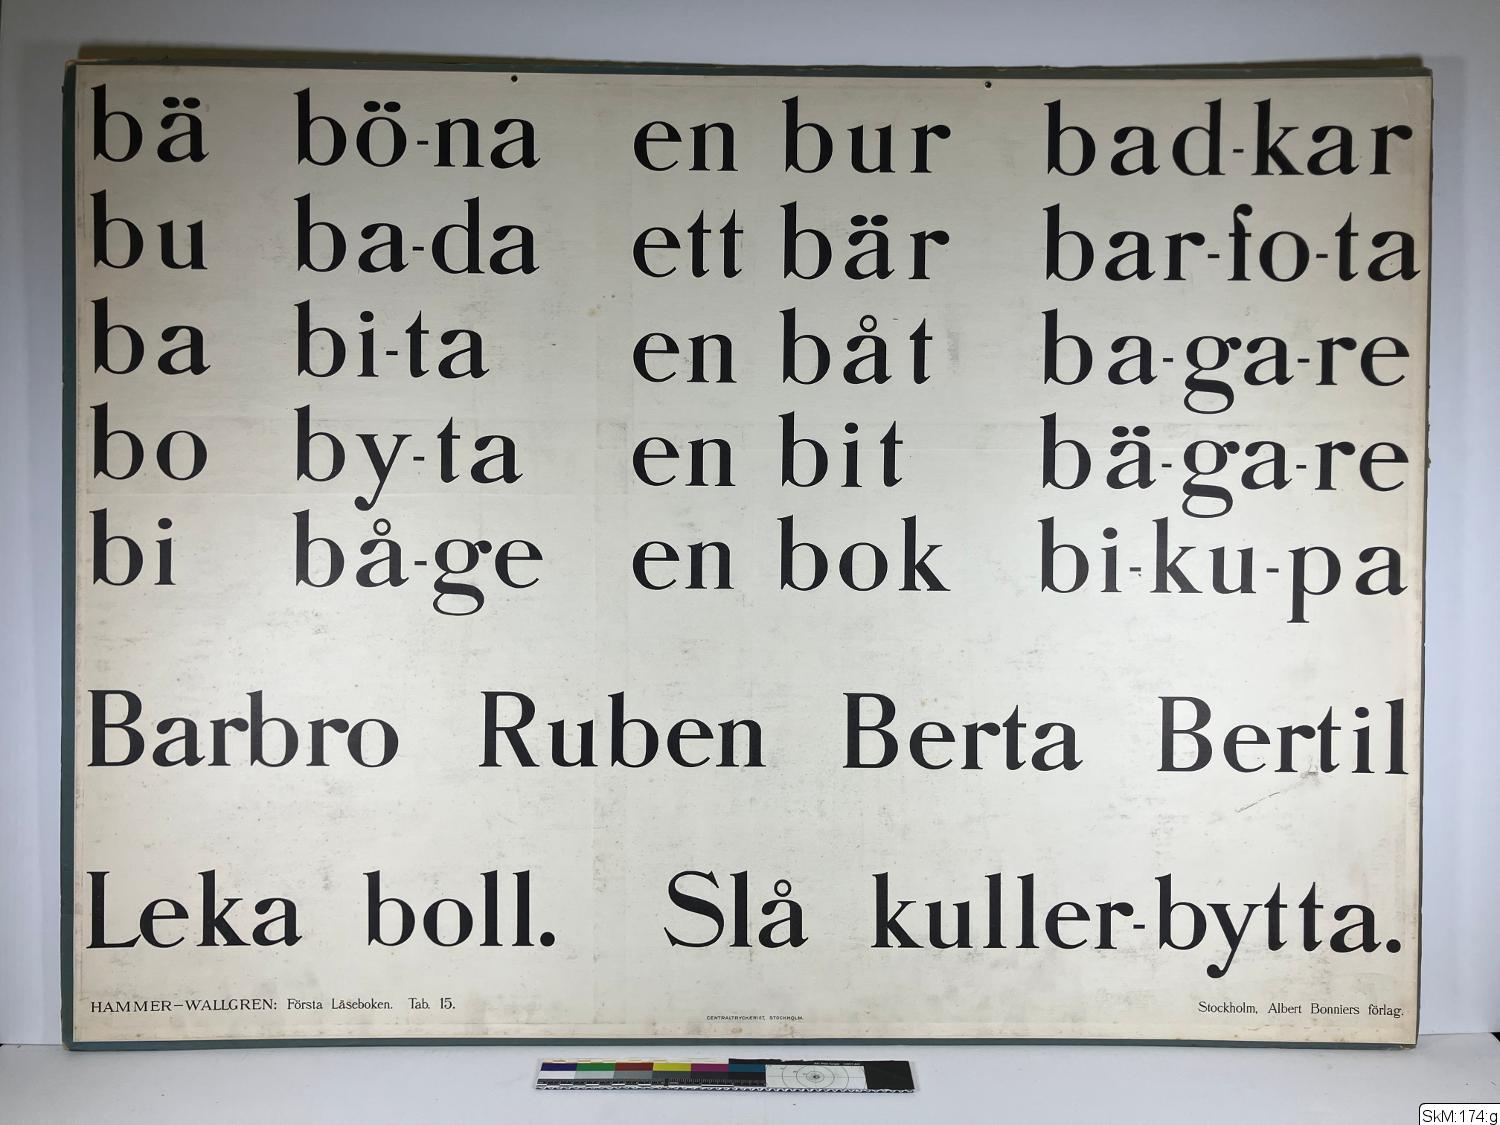 bä bö-na en bur bad-kar
bu ba-da ett bär bar-fo-ta
ba bi-ta en båt ba-ga-re
bo by-ta en bit bä-ga-re
bi bå-ge en bok bi-ku-pa
Barbro Ruben Berta Bertil
Leka boll. Slå kuller-bytta.
HAMMER–WALLGREN: Första Läseboken. Tab. 15.
CENTRALTRYCKERIET, STOCKHOLM.
Stockholm, Albert Bonniers förlag.
SkM:174:g